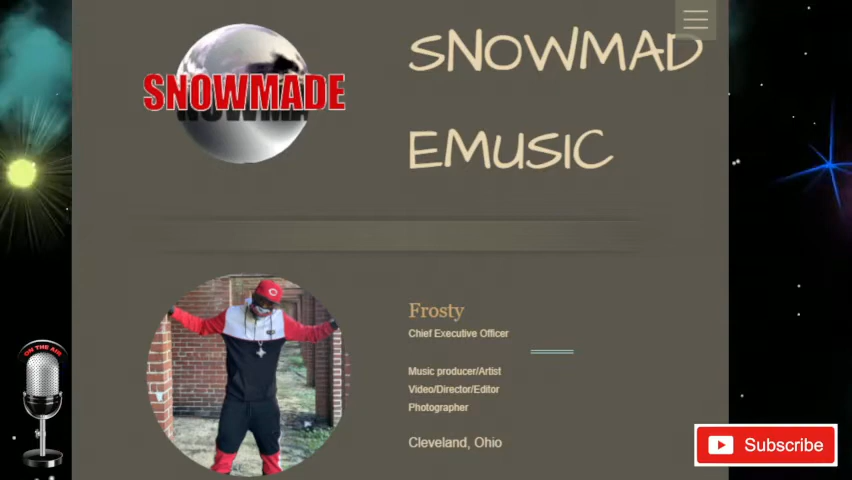 SNOWMADE
SNOWMAD
EMUSIC
Frosty
Chief Executive Officer
Music producer/Artist
Video/Director/Editor
Photographer
Cleveland, Ohio
ON THE AIR
Subscribe